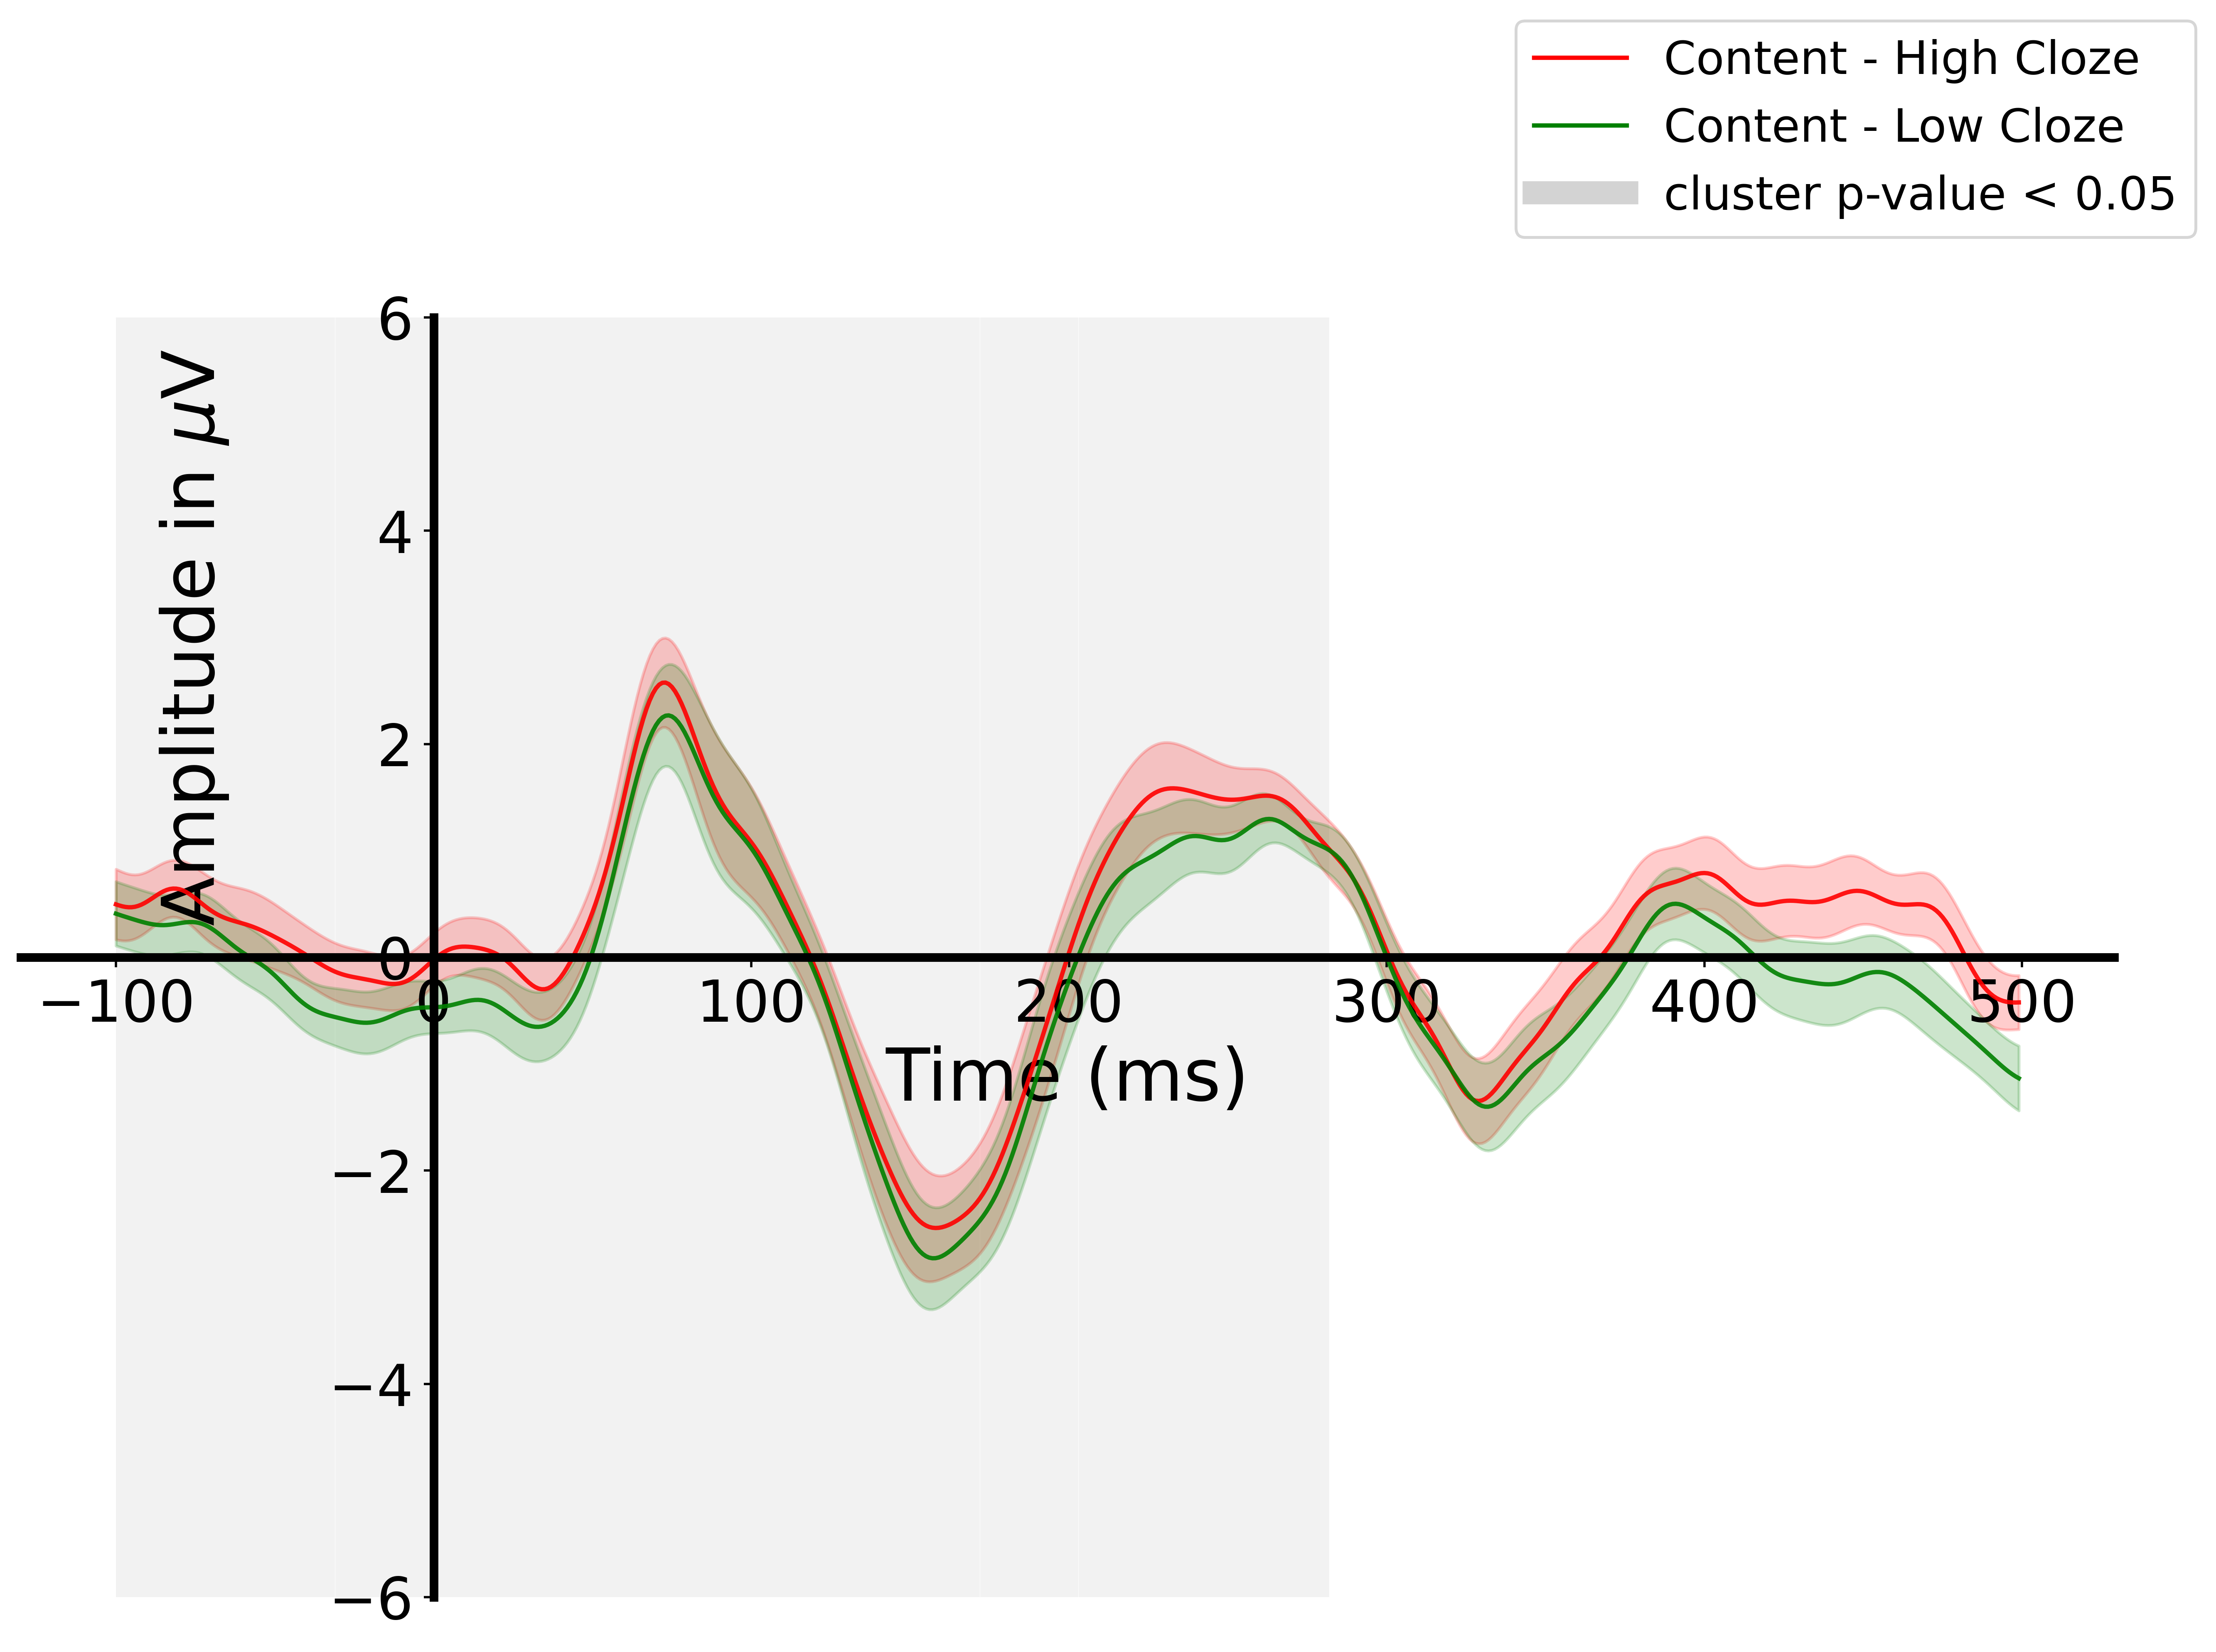 Content - High Cloze
Content - Low Cloze
cluster p-value < 0.05
Amplitude in μV
6
4
2
0
−2
−4
−6
−100 0 100 200 300 400 500
Time (ms)